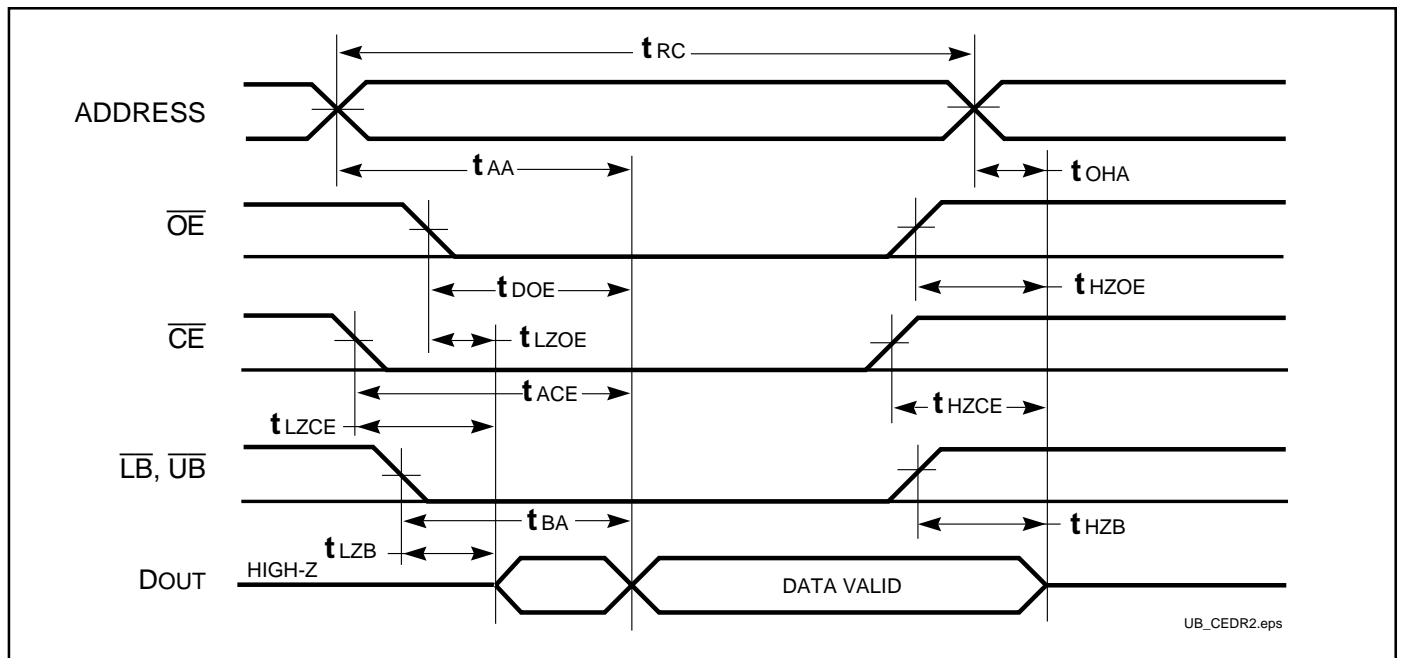 tRC
ADDRESS
tAA
tOHA
OE
tDOE
tHZOE
CE
tLZOE
tACE
tHZCE
tLZCE
LB, UB
tBA
tHZB
tLZB
DOUT
HIGH-Z
DATA VALID
UB_CEDR2.eps